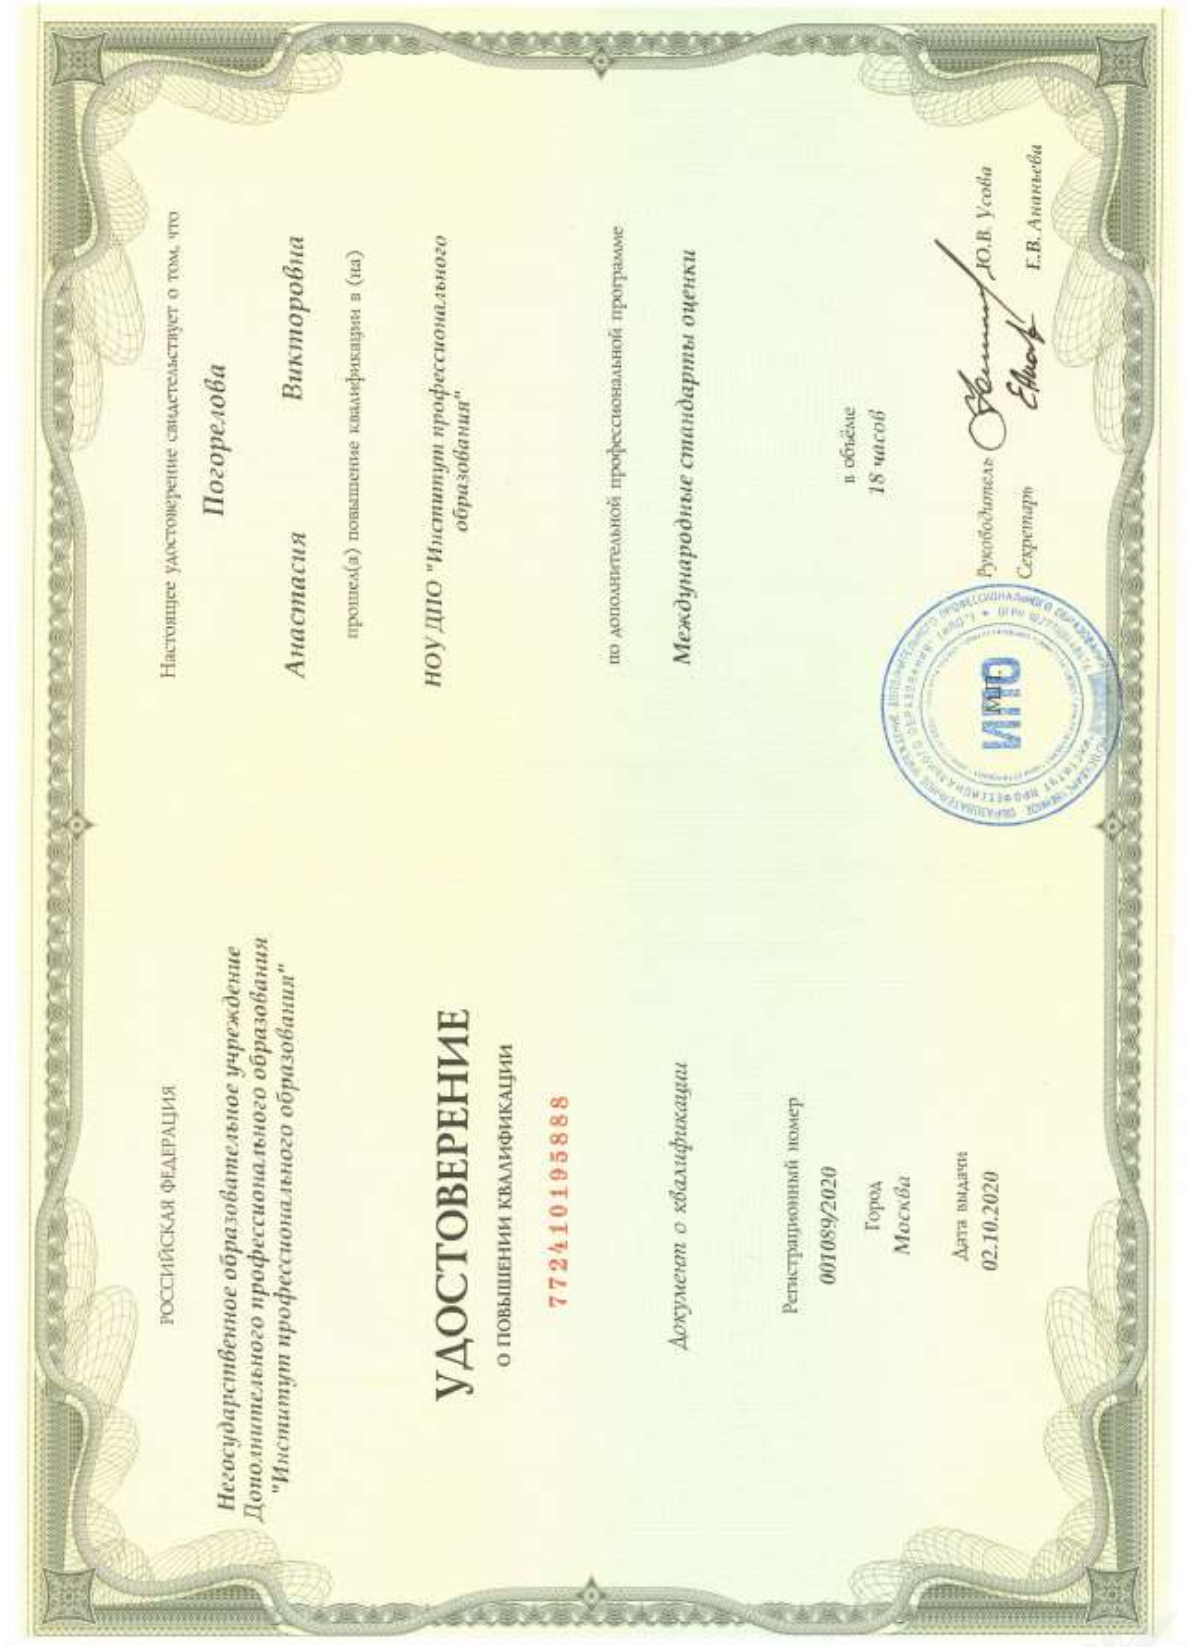 РОССИЙСКАЯ ФЕДЕРАЦИЯ
Негосударственное образовательное учреждение
Дополнительного профессионального образования
"Институт профессионального образования"
УДОСТОВЕРЕНИЕ
О ПОВЫШЕНИИ КВАЛИФИКАЦИИ
772410195888
Документ о квалификации
Регистрационный номер
001089/2020
Город
Москва
Дата выдачи
02.10.2020
Настоящее удостоверение свидетельствует о том, что
Погорелова
Анастасия Викторовна
прошел(а) повышение квалификации в (на)
НОУ ДПО "Институт профессионального
образования"
по дополнительной профессиональной программе
Международные стандарты оценки
в объёме
18 часов
Руководитель Ю.В. Усова
Секретарь Е.В. Ананьева
М.П.
ИПО